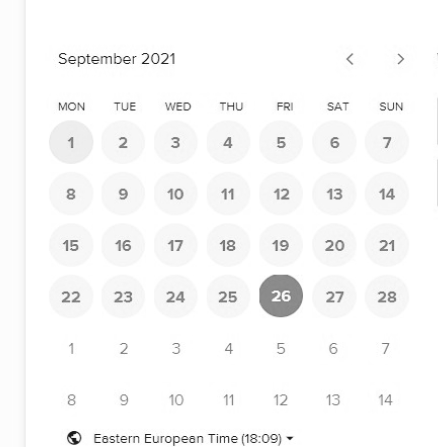 September 2021
MON TUE WED THU FRI SAT SUN
1 2 3 4 5 6 7
8 9 10 11 12 13 14
15 16 17 18 19 20 21
22 23 24 25 26 27 28
1 2 3 4 5 6 7
8 9 10 11 12 13 14
Eastern European Time (18:09)